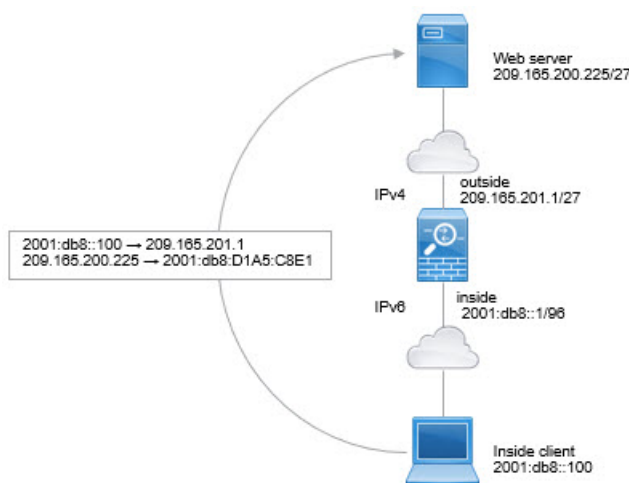 Web server
209.165.200.225/27
IPv4
outside
209.165.201.1/27
2001:db8::100 → 209.165.201.1
209.165.200.225 → 2001:db8:D1A5:C8E1
IPv6
inside
2001:db8::1/96
Inside client
2001:db8::100